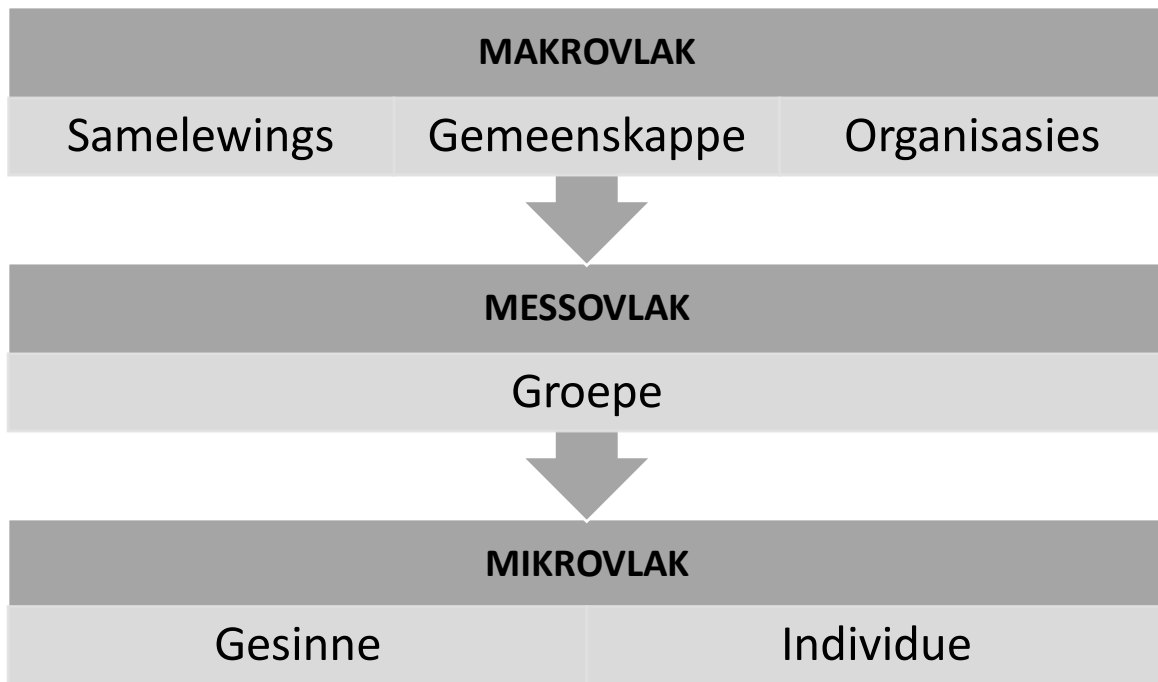 MAKROVLAK
Samelewings Gemeenskappe Organisasies
MESSOVLAK
Groepe
MIKROVLAK
Gesinne Individue